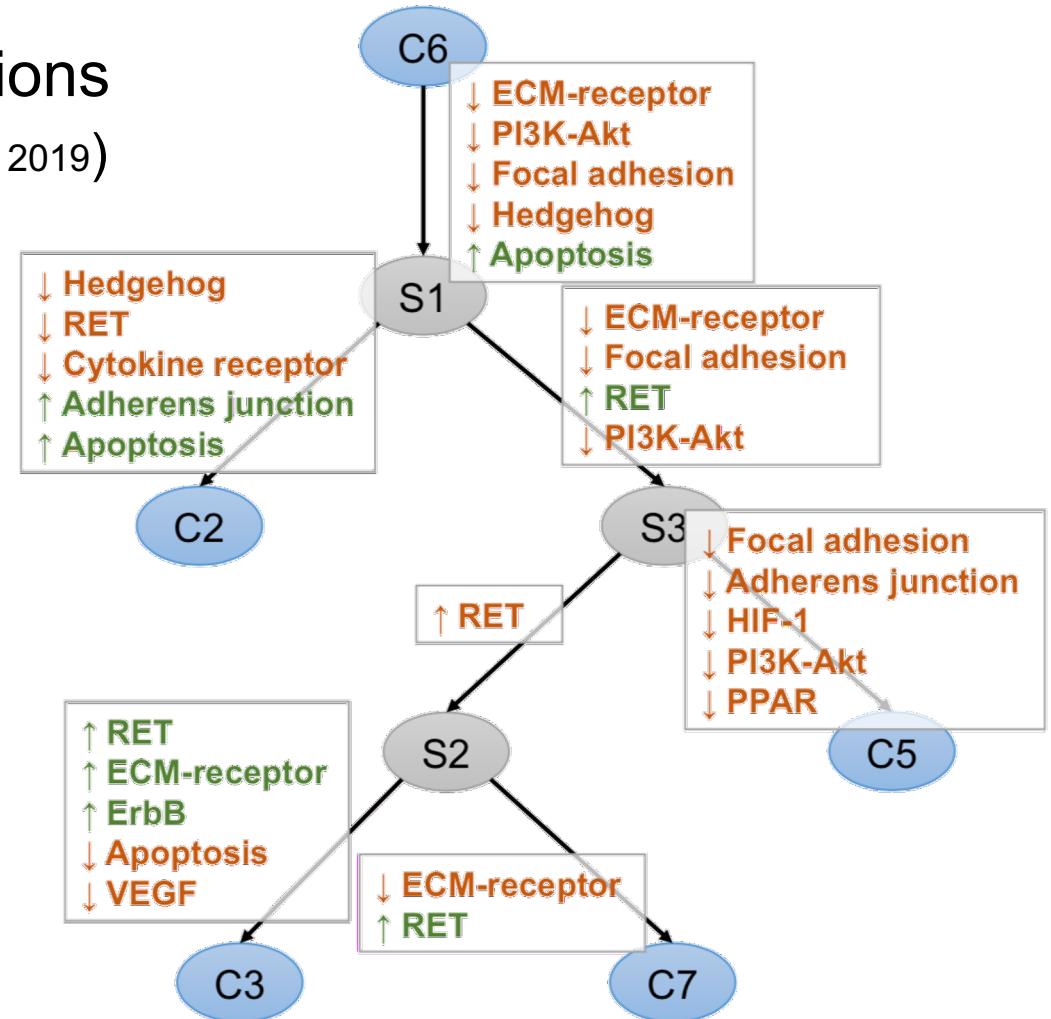 C6
ions
2019)
↓ ECM-receptor
↓ PI3K-Akt
↓ Focal adhesion
↓ Hedgehog
↑ Apoptosis
S1
↓ Hedgehog
↓ RET
↓ Cytokine receptor
↑ Adherens junction
↑ Apoptosis
↓ ECM-receptor
↓ Focal adhesion
↑ RET
↓ PI3K-Akt
C2
S3
↓ Focal adhesion
↓ Adherens junction
↓ HIF-1
↓ PI3K-Akt
↓ PPAR
↑ RET
S2
C5
↑ RET
↑ ECM-receptor
↑ ErbB
↓ Apoptosis
↓ VEGF
↓ ECM-receptor
↑ RET
C3
C7